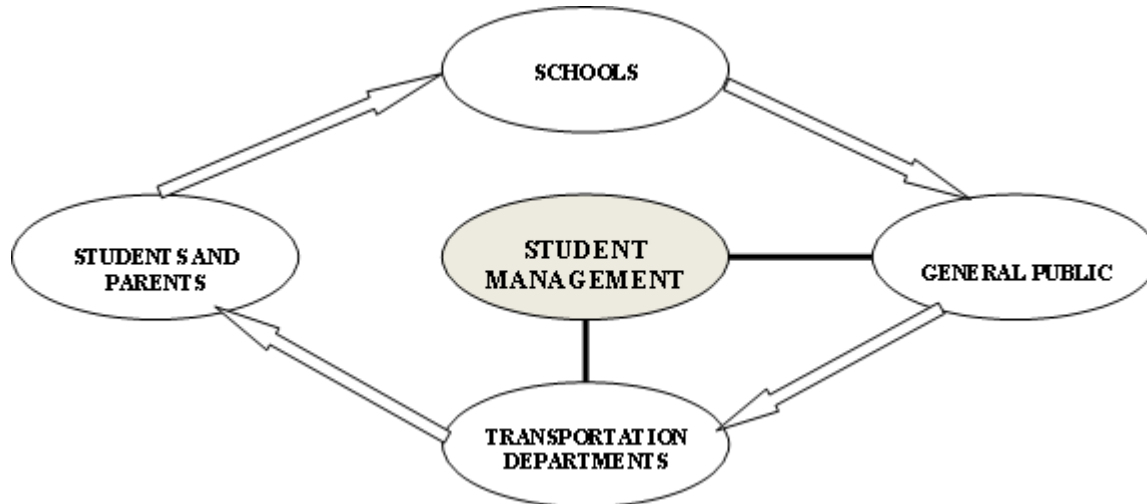 SCHOOLS
STUDENTS AND
PARENTS
STUDENT
MANAGEMENT
GENERAL PUBLIC
TRANSPORTATION
DEPARTMENTS